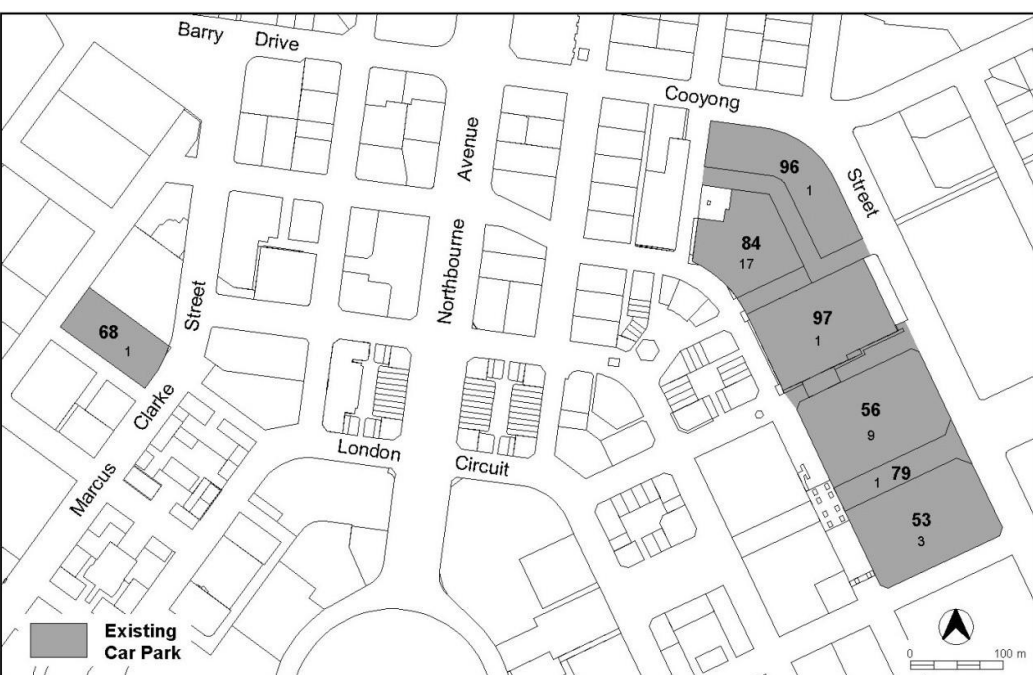 Barry Drive
Cooyong
Street
Avenue
Northbourne
Street
Clarke
Marcus
London
Circuit
96
1
84
17
97
1
68
1
56
9
79
1
53
3
Existing
Car Park
0 100 m